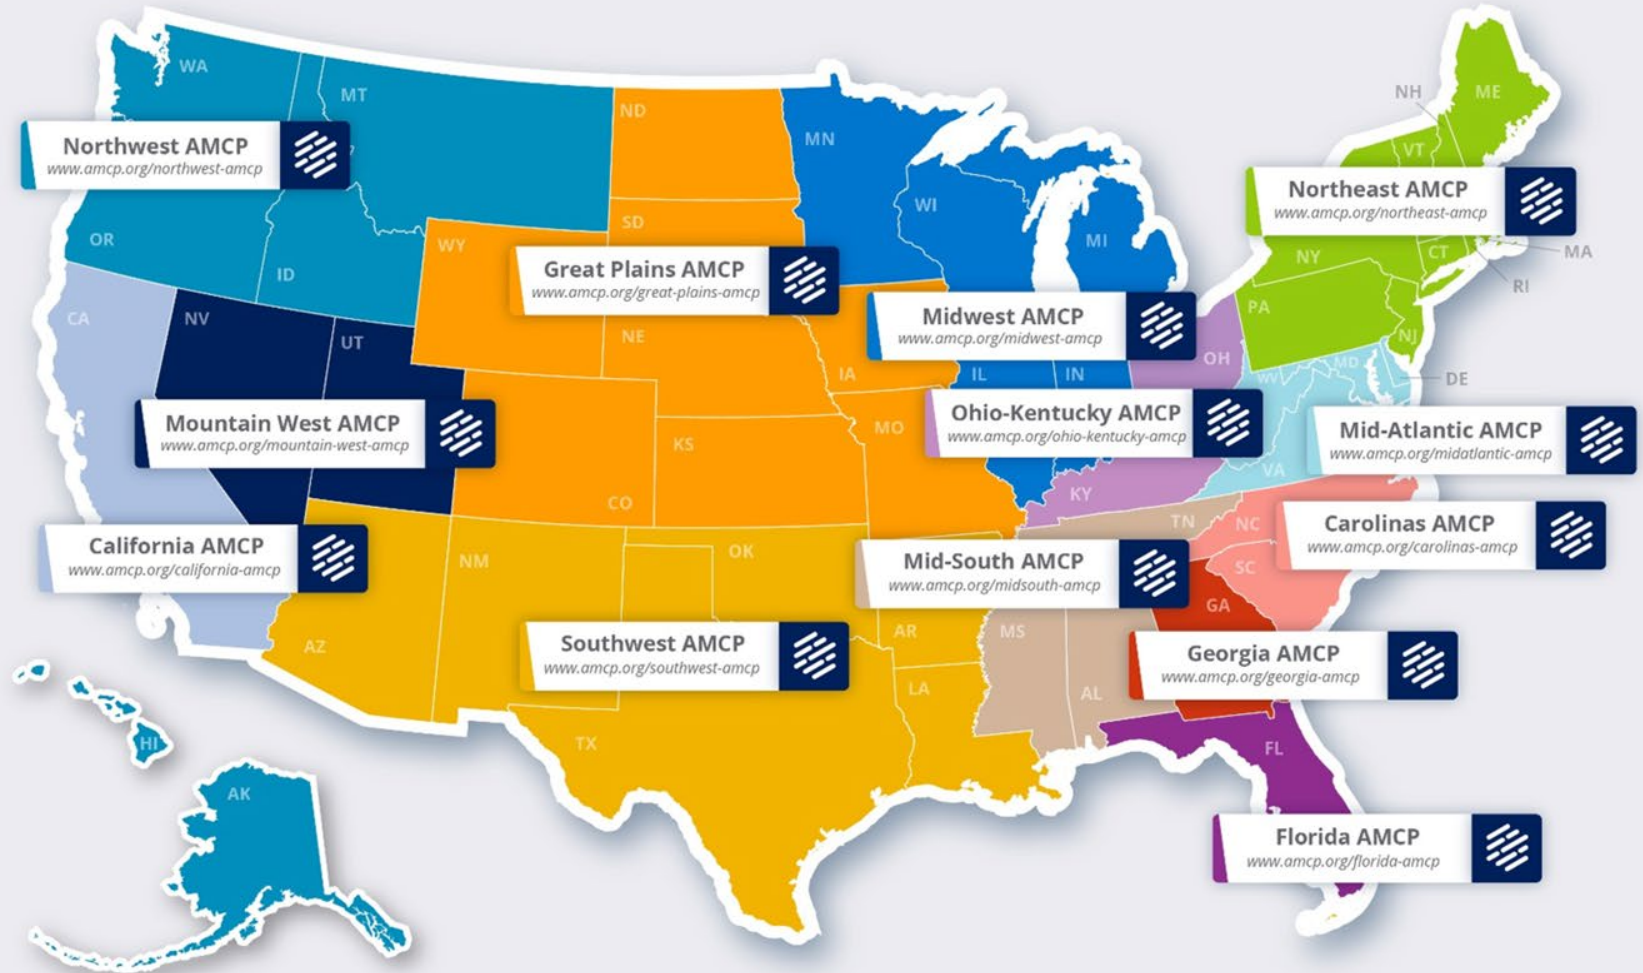 WA
MT
ND
MN
NH
ME
VT
Northwest AMCP
www.amcp.org/northwest-amcp
Northeast AMCP
www.amcp.org/northeast-amcp
OR
ID
WY
SD
WI
MI
NY
CT
MA
RI
Great Plains AMCP
www.amcp.org/great-plains-amcp
Midwest AMCP
www.amcp.org/midwest-amcp
CA
NV
UT
NE
IA
IL
IN
OH
PA
NJ
WV
MD
DE
Mountain West AMCP
www.amcp.org/mountain-west-amcp
Ohio-Kentucky AMCP
www.amcp.org/ohio-kentucky-amcp
Mid-Atlantic AMCP
www.amcp.org/midatlantic-amcp
KS
MO
CO
KY
VA
California AMCP
www.amcp.org/california-amcp
NM
OK
TN
NC
SC
Carolinas AMCP
www.amcp.org/carolinas-amcp
Mid-South AMCP
www.amcp.org/midsouth-amcp
AZ
Southwest AMCP
www.amcp.org/southwest-amcp
AR
MS
GA
Georgia AMCP
www.amcp.org/georgia-amcp
LA
AL
TX
FL
HI
AK
Florida AMCP
www.amcp.org/florida-amcp